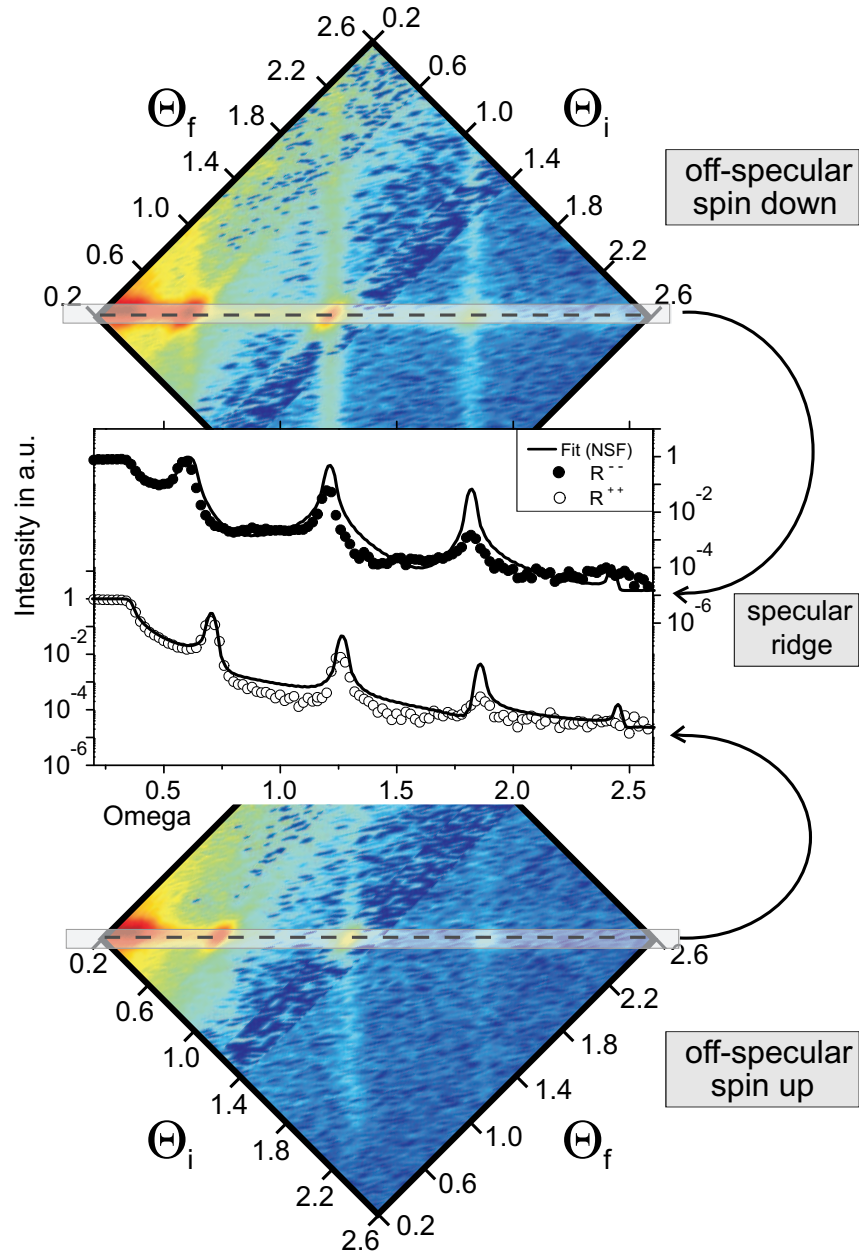 0.2
0.6
1.0
1.4
1.8
2.2
2.6
Θi
2.6
2.2
1.8
1.4
1.0
0.6
0.2
Θf
off-specular
spin down
Fit (NSF)
R--
R++
Intensity in a.u.
1
10-2
10-4
10-6
1
10-2
10-4
10-6
0.5
1.0
1.5
2.0
2.5
Omega
specular
ridge
0.2
0.6
1.0
1.4
1.8
2.2
2.6
Θi
2.6
2.2
1.8
1.4
1.0
0.6
0.2
Θf
off-specular
spin up